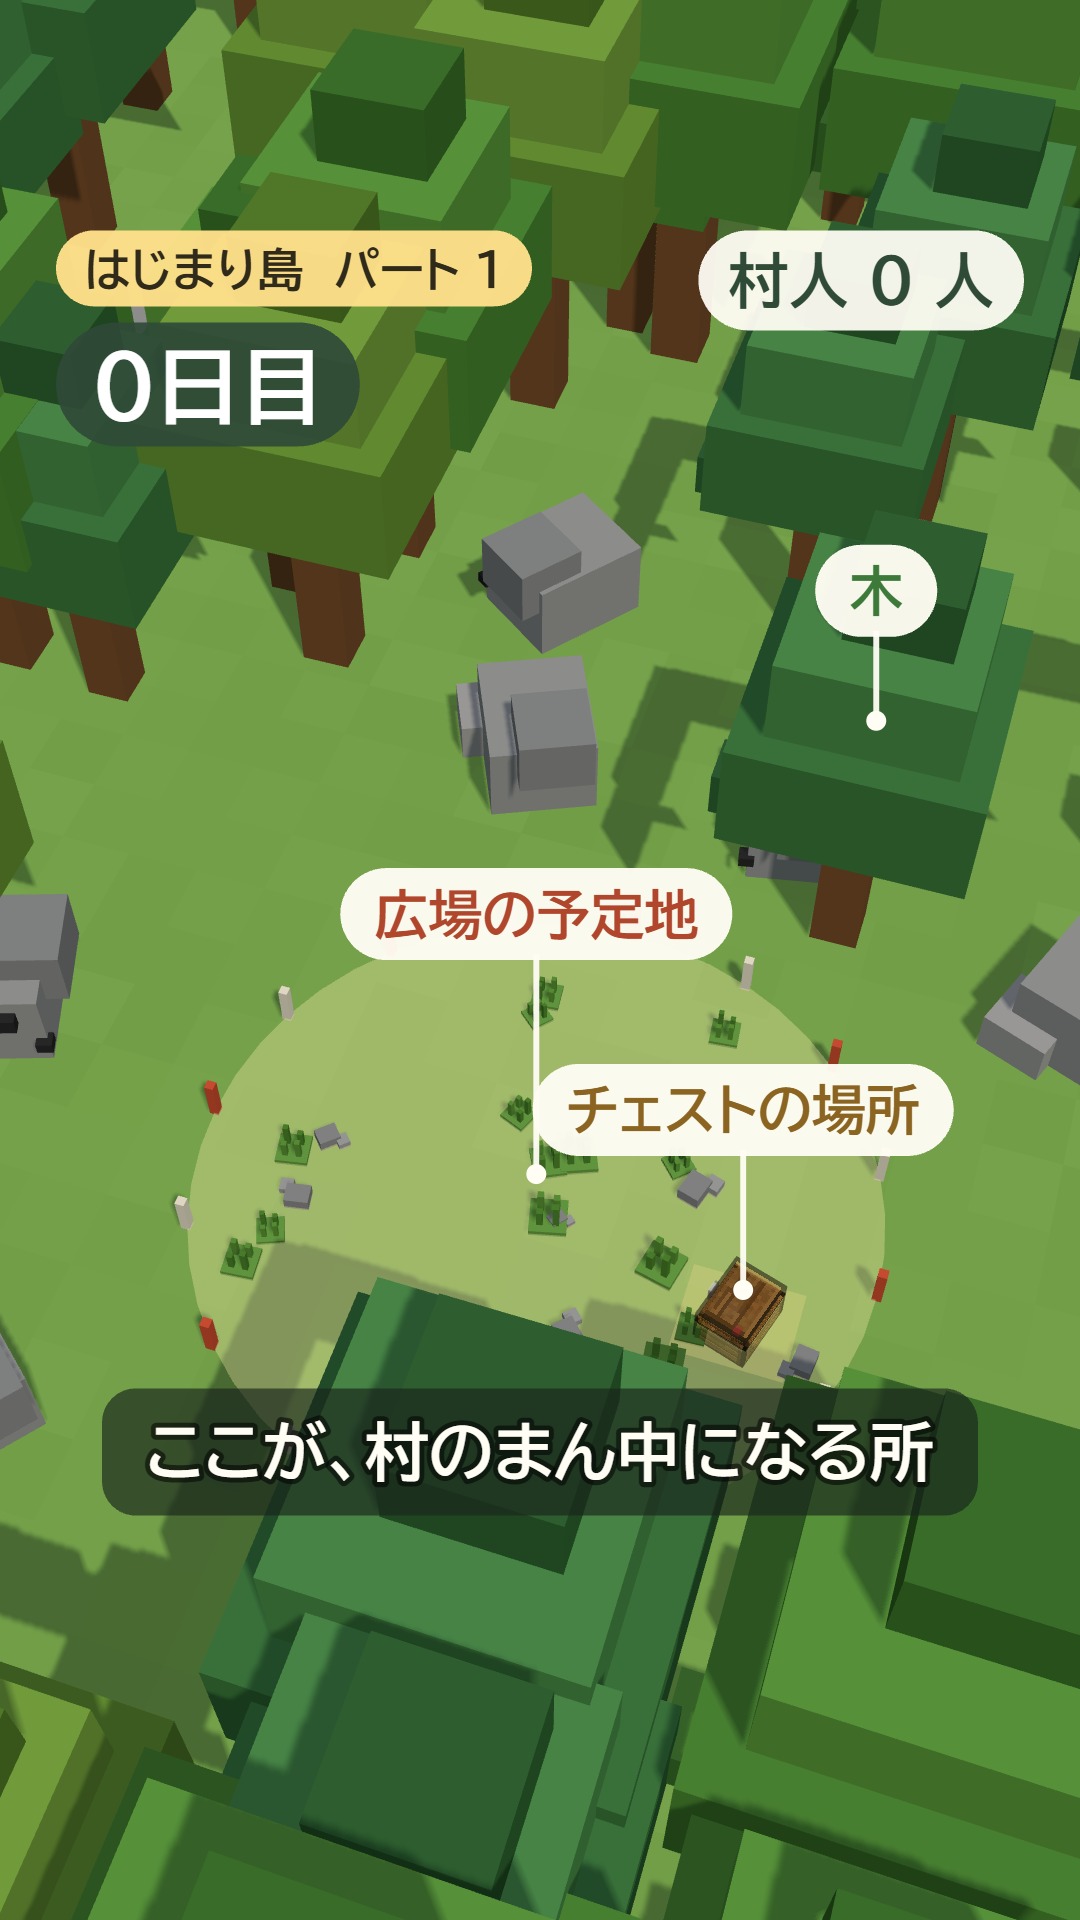 はじまり島　パート 1
村人 0 人
0日目
木
広場の予定地
チェストの場所
ここが、村のまん中になる所